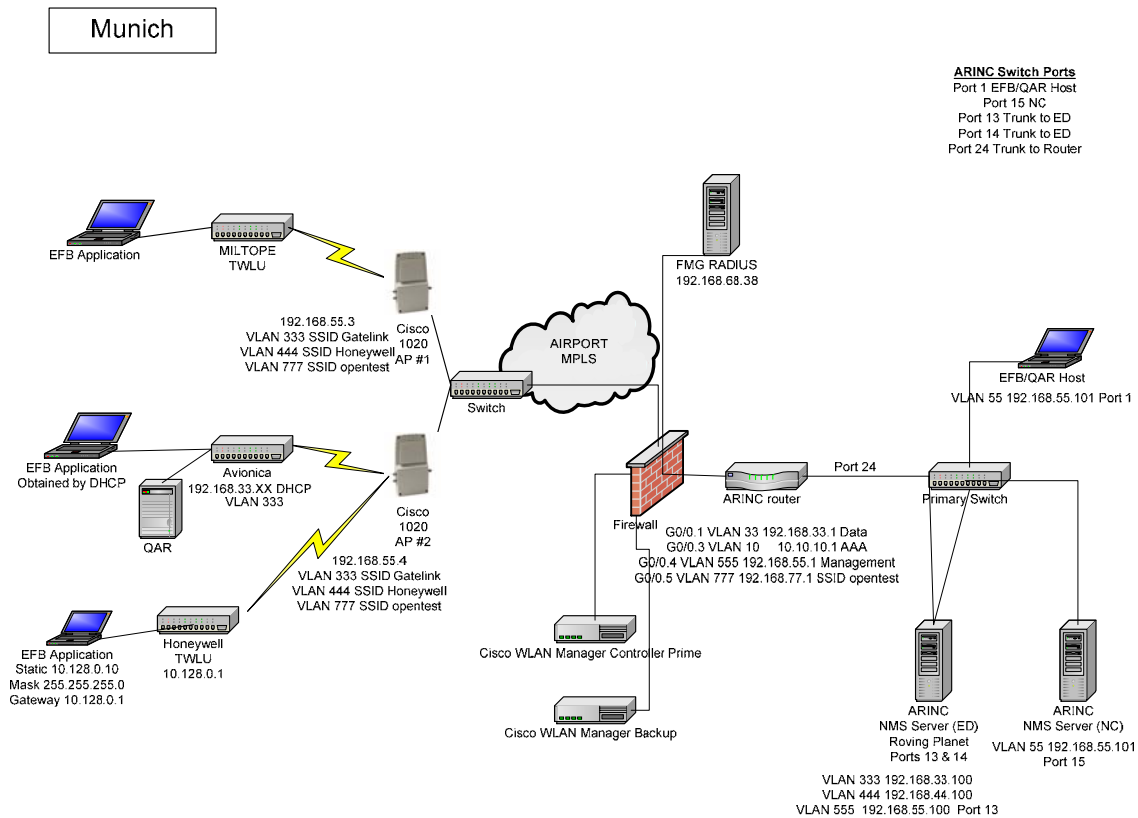 Munich
ARINC Switch Ports
Port 1 EFB/QAR Host
Port 15 NC
Port 13 Trunk to ED
Port 14 Trunk to ED
Port 24 Trunk to Router
EFB Application
MILTOPE
TWLU
192.168.55.3
VLAN 333 SSID Gatelink
VLAN 444 SSID Honeywell
VLAN 777 SSID opentest
Cisco
1020
AP #1
Switch
AIRPORT
MPLS
FMG RADIUS
192.168.68.38
EFB/QAR Host
VLAN 55 192.168.55.101 Port 1
EFB Application
Obtained by DHCP
QAR
Avionica
192.168.33.XX DHCP
VLAN 333
Cisco
1020
AP #2
192.168.55.4
VLAN 333 SSID Gatelink
VLAN 444 SSID Honeywell
VLAN 777 SSID opentest
Firewall
ARINC router
Port 24
Primary Switch
G0/0.1 VLAN 33 192.168.33.1 Data
G0/0.3 VLAN 10 10.10.10.1 AAA
G0/0.4 VLAN 555 192.168.55.1 Management
G0/0.5 VLAN 777 192.168.77.1 SSID opentest
EFB Application
Static 10.128.0.10
Mask 255.255.255.0
Gateway 10.128.0.1
Honeywell
TWLU
10.128.0.1
Cisco WLAN Manager Controller Prime
Cisco WLAN Manager Backup
ARINC
NMS Server (ED)
Roving Planet
Ports 13 & 14
VLAN 333 192.168.33.100
VLAN 444 192.168.44.100
VLAN 555 192.168.55.100 Port 13
ARINC
NMS Server (NC)
VLAN 55 192.168.55.101
Port 15